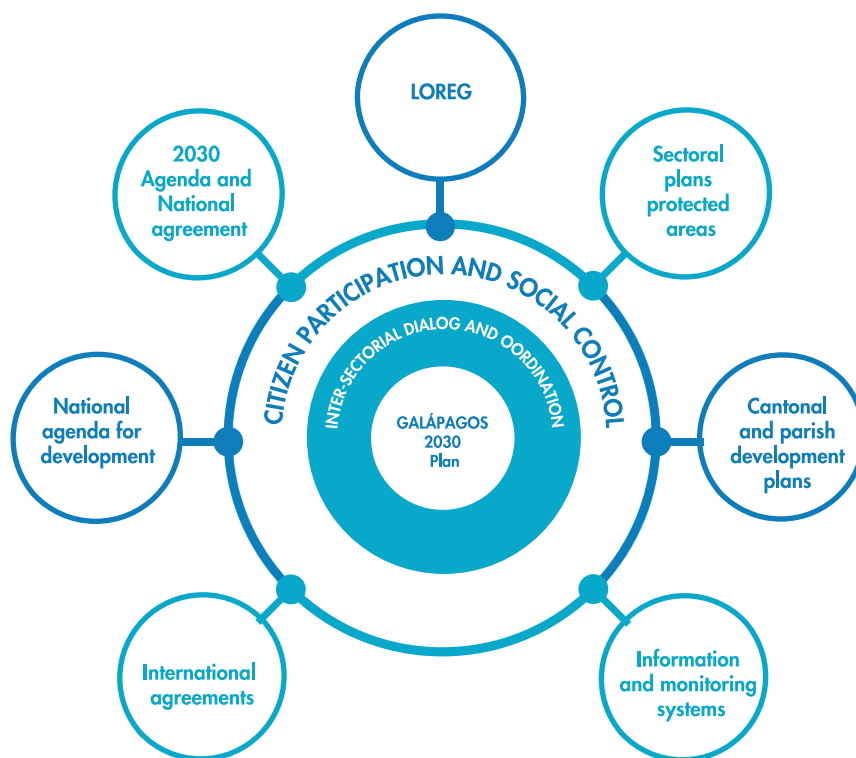 LOREG
2030
Agenda and
National
agreement
Sectoral
plans
protected
areas
CITIZEN PARTICIPATION AND SOCIAL CONTROL
INTER-SECTORIAL DIALOG AND OORDINATION
GALÁPAGOS
2030
Plan
National
agenda for
development
Cantonal
and parish
development
plans
International
agreements
Information
and monitoring
systems